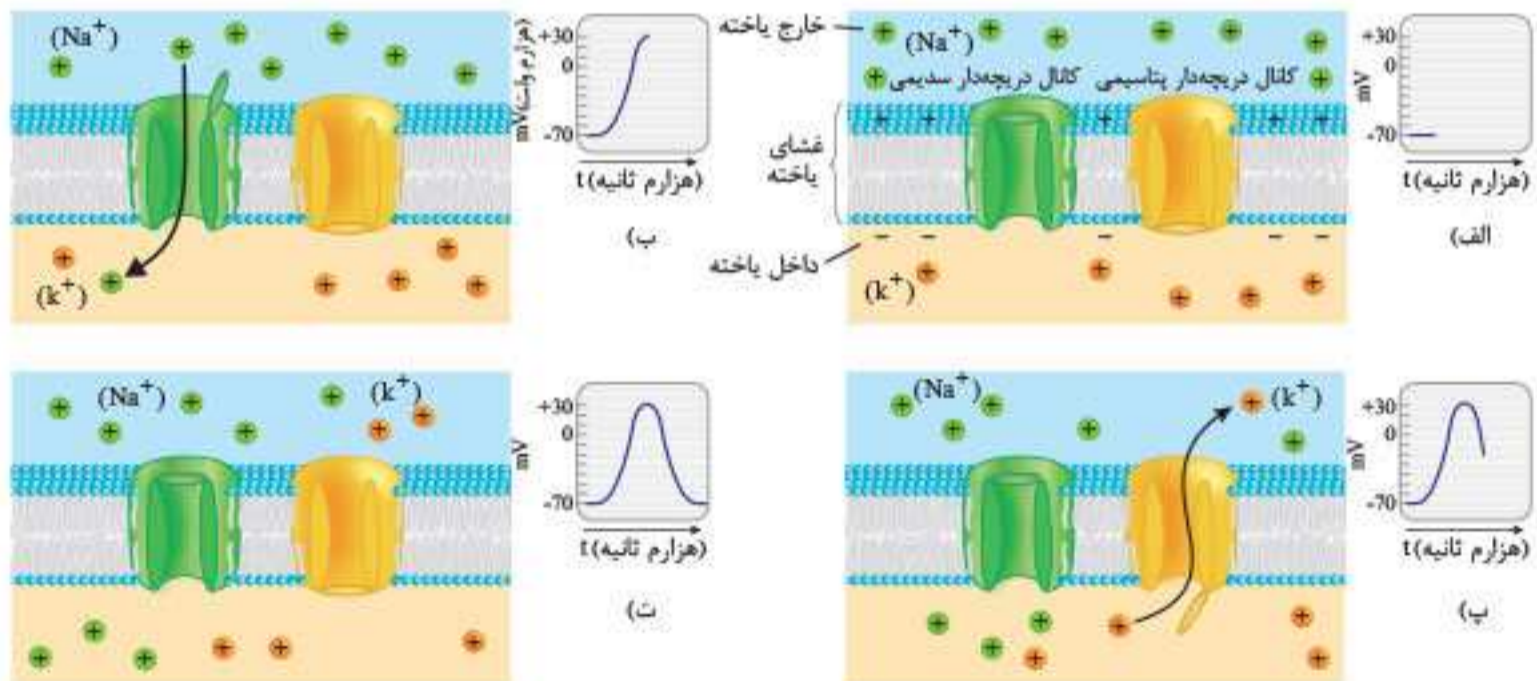 خارج یاخته
(Na⁺)
کانال دریچه‌دار سدیمی
کانال دریچه‌دار پتاسیمی
غشای
یاخته
داخل یاخته
(k⁺)
mV
+30
0
-70
t(هزارم ثانیه)
الف)
(Na⁺)
(k⁺)
mV(هزارم ولت)
+30
0
-70
t(هزارم ثانیه)
ب)
(Na⁺)
(k⁺)
mV
+30
0
-70
t(هزارم ثانیه)
پ)
(Na⁺)
(k⁺)
mV
+30
0
-70
t(هزارم ثانیه)
ت)